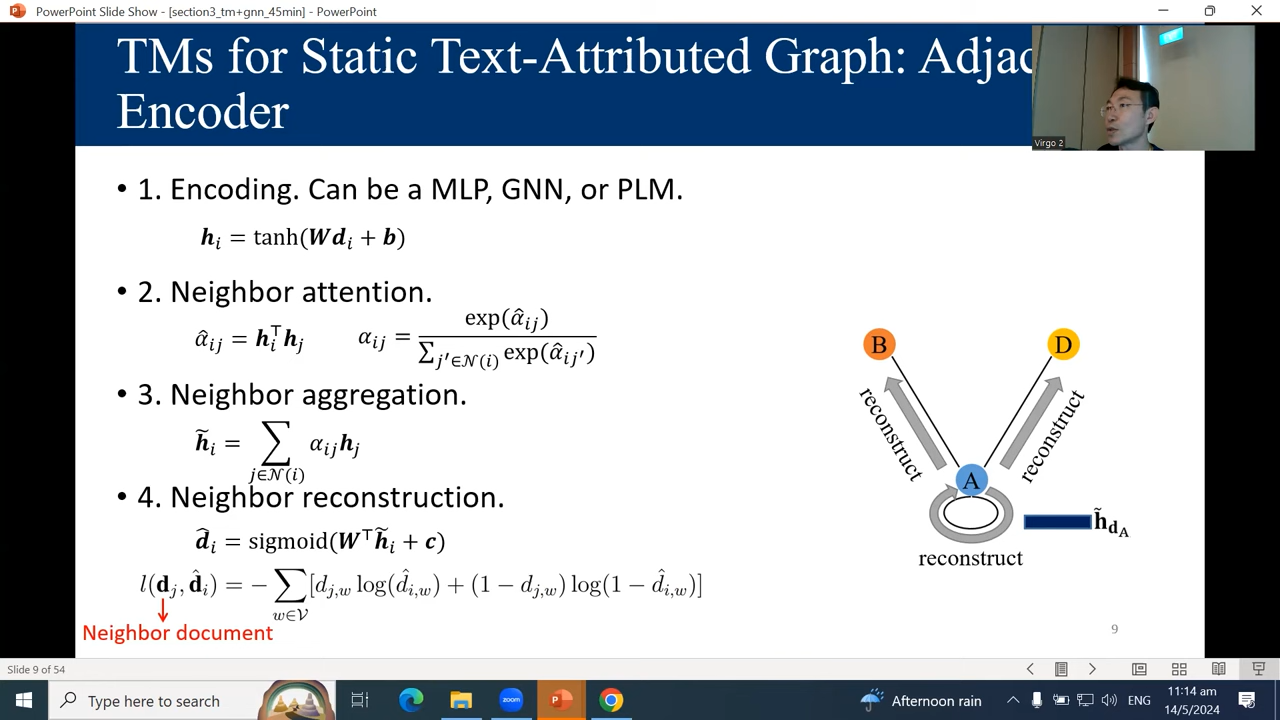 PowerPoint Slide Show - [section3_tm+gnn_45min] - PowerPoint
TMs for Static Text-Attributed Graph: Adjac
Encoder
Virgo 2
• 1. Encoding. Can be a MLP, GNN, or PLM.
h_i = tanh(Wd_i + b)
• 2. Neighbor attention.
α̂_ij = h_i^⊤ h_j    α_ij = exp(α̂_ij) / ∑_{j′∈𝒩(i)} exp(α̂_ij′)
• 3. Neighbor aggregation.
h̃_i = ∑_{j∈𝒩(i)} α_ij h_j
• 4. Neighbor reconstruction.
d̂_i = sigmoid(W^⊤ h̃_i + c)
l(d_j, d̂_i) = − ∑_{w∈𝒱} [d_{j,w} log(d̂_{i,w}) + (1 − d_{j,w}) log(1 − d̂_{i,w})]
Neighbor document
B
D
reconstruct
reconstruct
A
h̃_{d_A}
reconstruct
9
Slide 9 of 54
Type here to search
zoom
Afternoon rain
ENG
11:14 am
14/5/2024